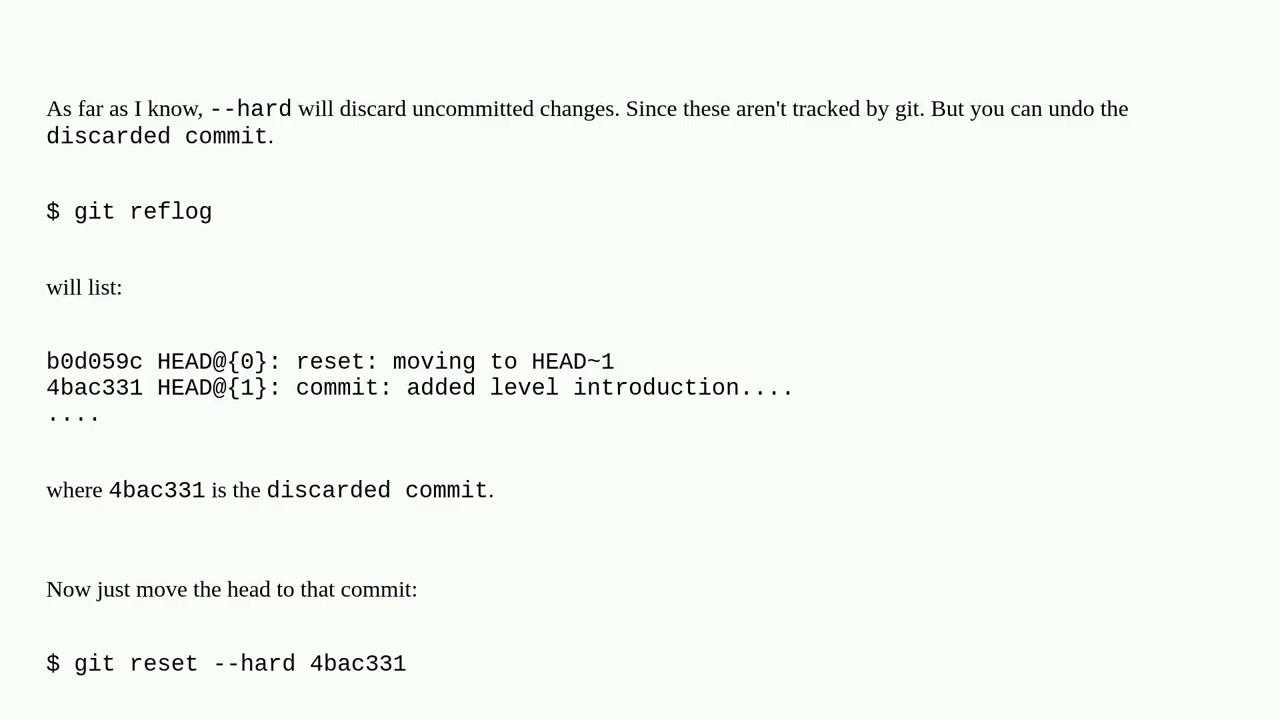 As far as I know, --hard will discard uncommitted changes. Since these aren't tracked by git. But you can undo the
discarded commit.
$ git reflog
will list:
b0d059c HEAD@{0}: reset: moving to HEAD~1
4bac331 HEAD@{1}: commit: added level introduction....
....
where 4bac331 is the discarded commit.
Now just move the head to that commit:
$ git reset --hard 4bac331